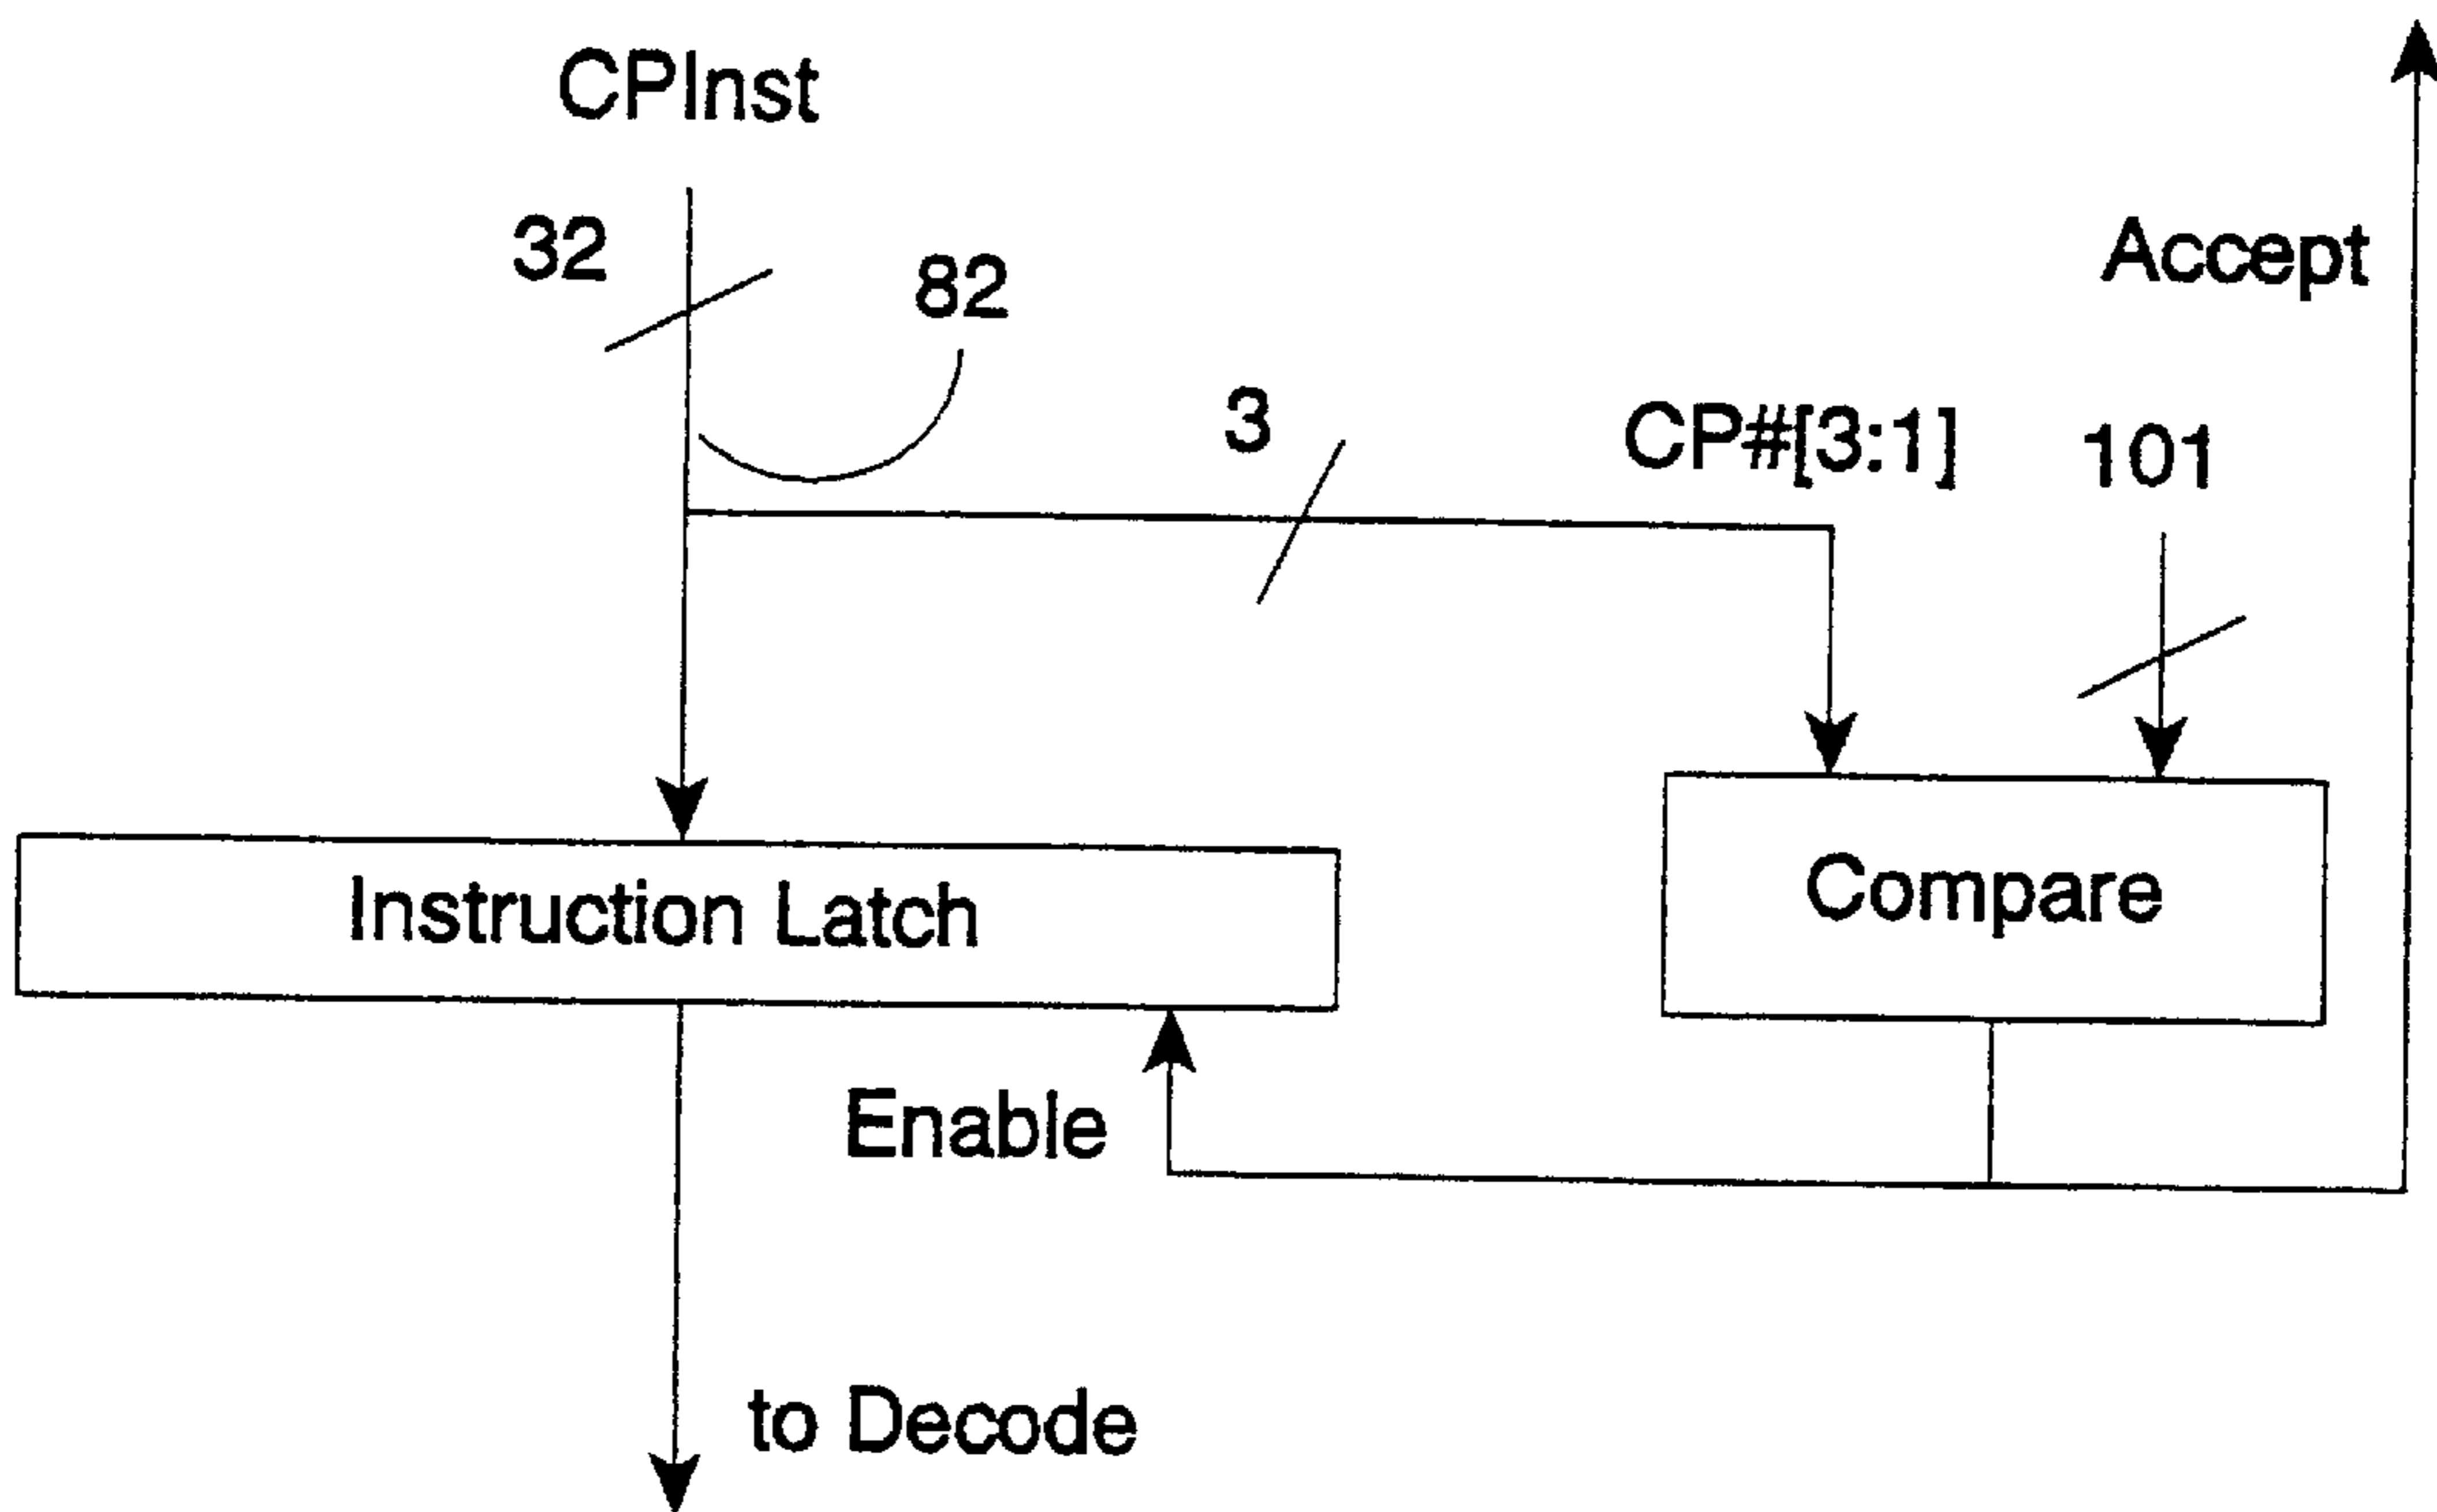 CPInst
32
82
Accept
3
CP#[3:1]
101
Instruction Latch
Compare
Enable
to Decode